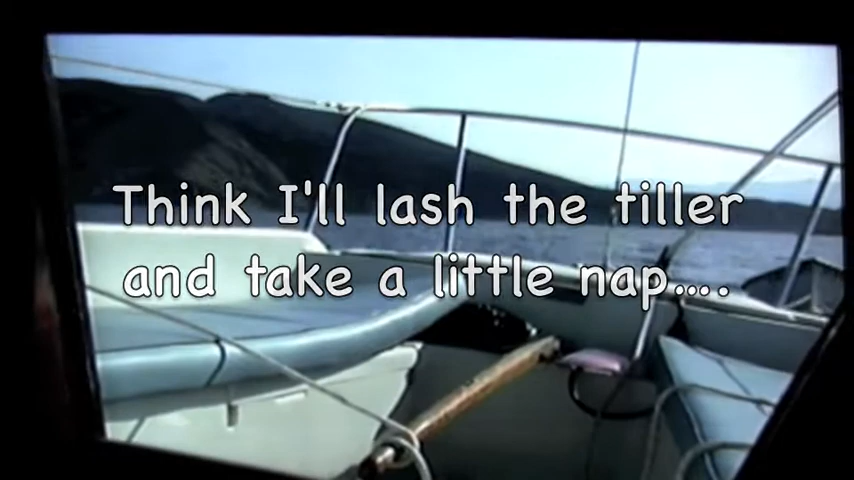 Think I'll lash the tiller
and take a little nap....